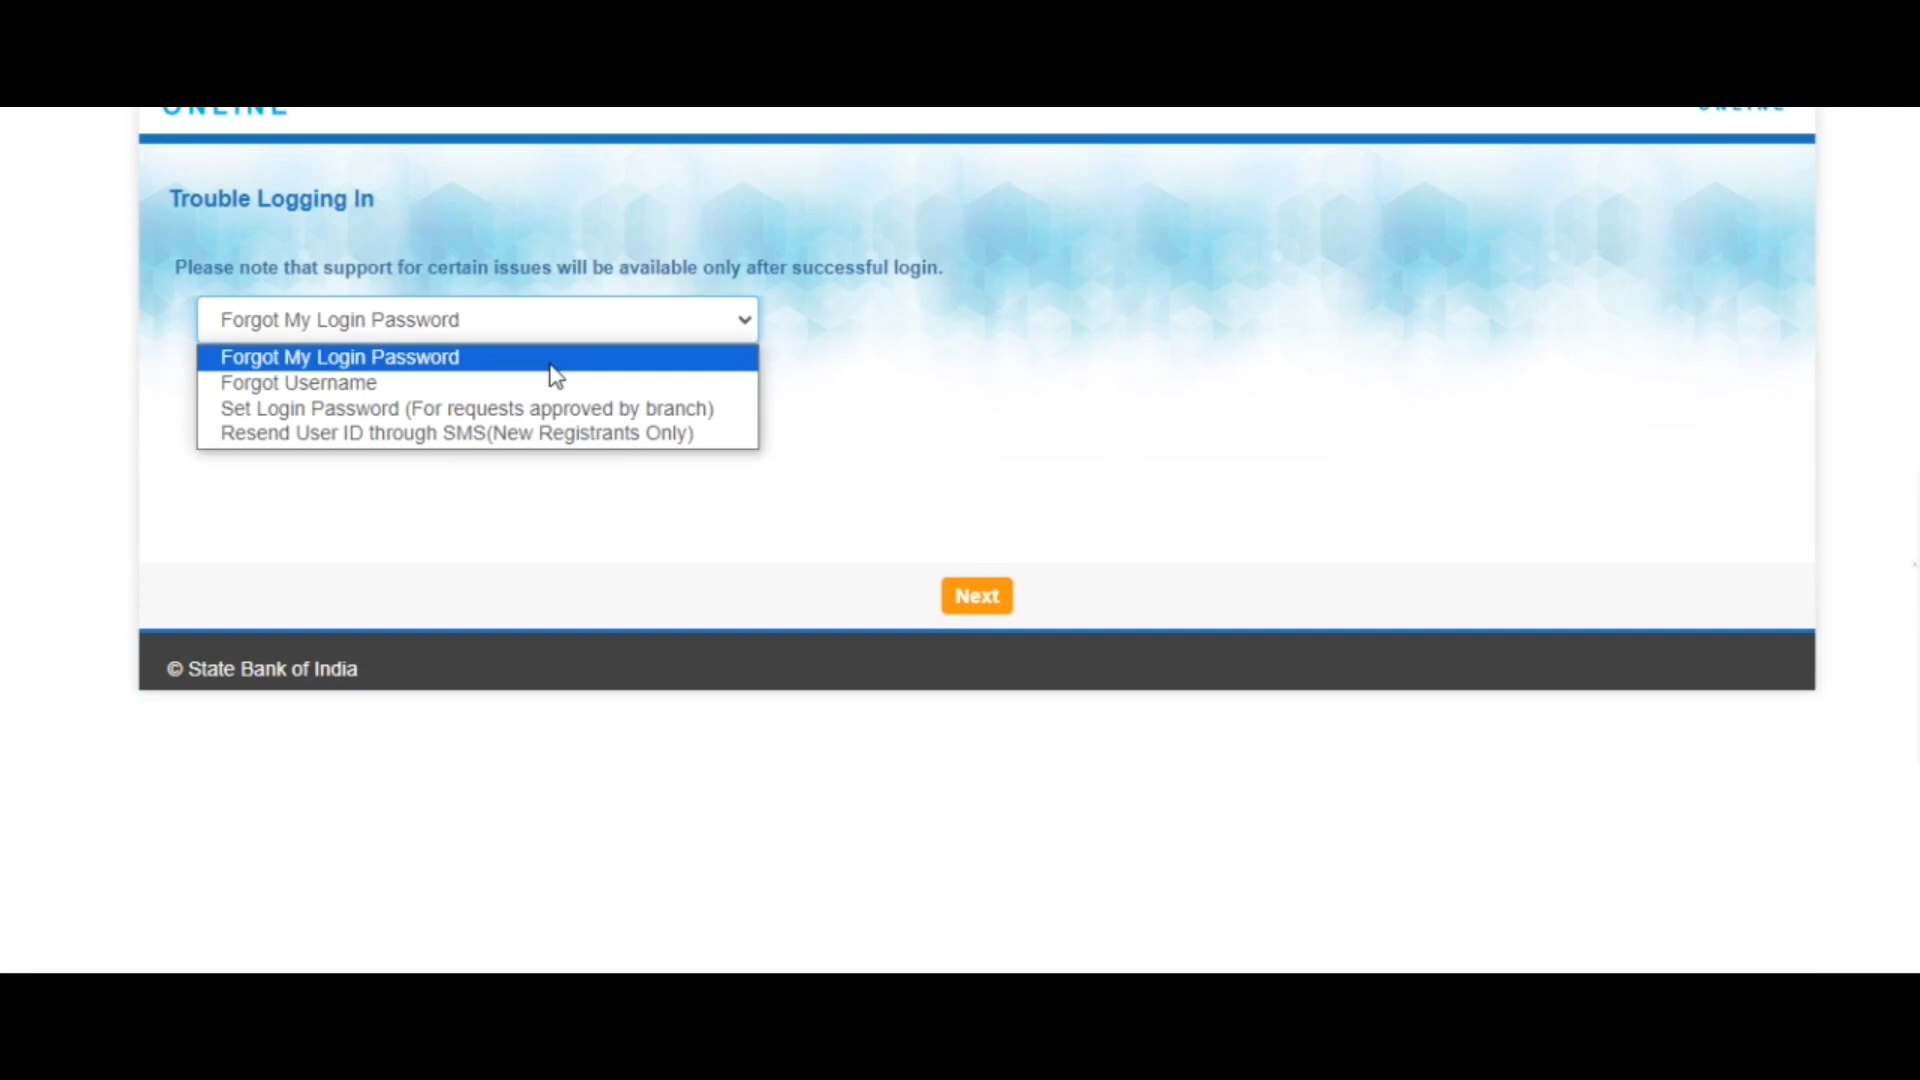 ONLINE
ONLINE
Trouble Logging In
Please note that support for certain issues will be available only after successful login.
Forgot My Login Password
Forgot My Login Password
Forgot Username
Set Login Password (For requests approved by branch)
Resend User ID through SMS(New Registrants Only)
Next
© State Bank of India